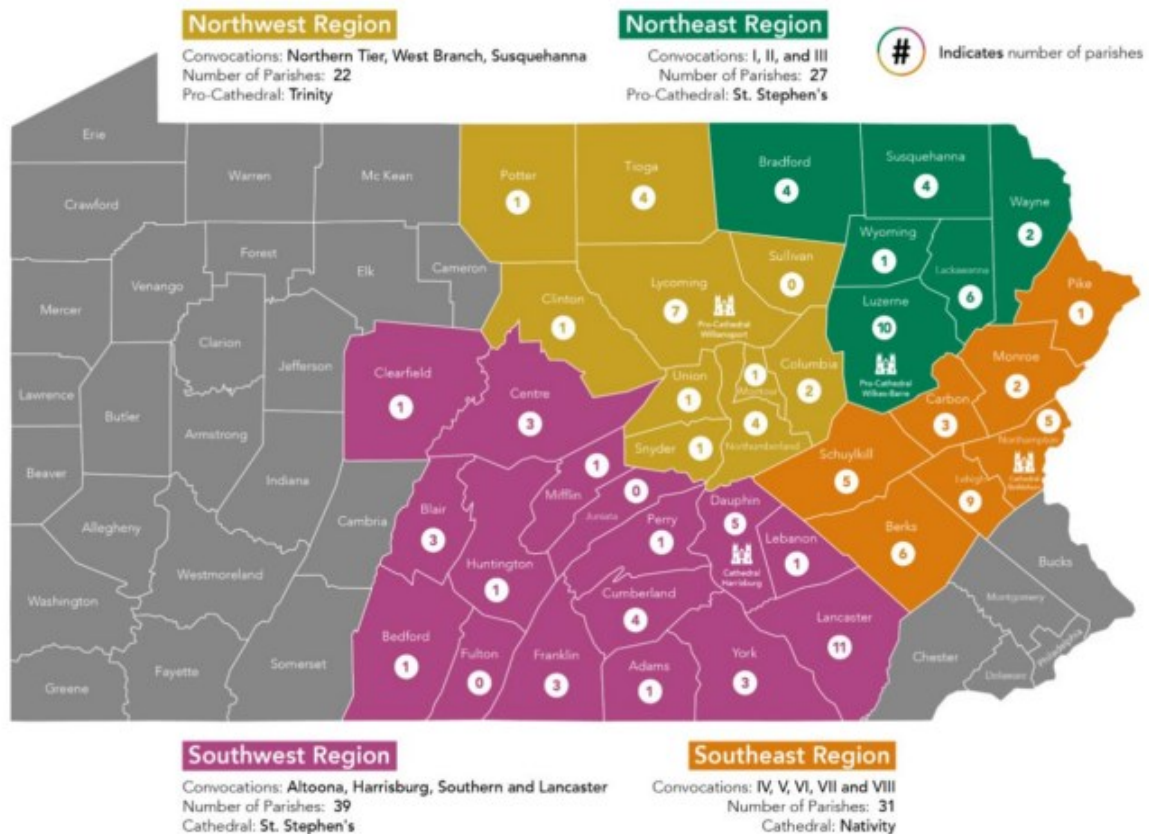 Northwest Region
Convocations: Northern Tier, West Branch, Susquehanna
Number of Parishes: 22
Pro-Cathedral: Trinity
Northeast Region
Convocations: I, II, and III
Number of Parishes: 27
Pro-Cathedral: St. Stephen's
#
Indicates number of parishes
Erie
Crawford
Warren
Mc Kean
Forest
Elk
Cameron
Mercer
Venango
Clarion
Jefferson
Lawrence
Butler
Armstrong
Beaver
Indiana
Allegheny
Cambria
Westmoreland
Washington
Fayette
Somerset
Greene
Potter
1
Tioga
4
Clinton
1
Lycoming
7
Pro-Cathedral
Williamsport
Sullivan
0
Columbia
2
Union
1
1
Montour
4
Northumberland
Snyder
1
Bradford
4
Susquehanna
4
Wayne
2
Wyoming
1
Lackawanna
6
Luzerne
10
Pro-Cathedral
Wilkes-Barre
Pike
1
Monroe
2
Carbon
3
5
Northampton
Cathedral
Bethlehem
Lehigh
9
Schuylkill
5
Berks
6
Clearfield
1
Centre
3
1
Mifflin
0
Juniata
Blair
3
Huntington
1
Perry
1
Dauphin
5
Cathedral
Harrisburg
Lebanon
1
Cumberland
4
Lancaster
11
Bedford
1
Fulton
0
Franklin
3
Adams
1
York
3
Bucks
Montgomery
Philadelphia
Chester
Delaware
Southwest Region
Convocations: Altoona, Harrisburg, Southern and Lancaster
Number of Parishes: 39
Cathedral: St. Stephen's
Southeast Region
Convocations: IV, V, VI, VII and VIII
Number of Parishes: 31
Cathedral: Nativity